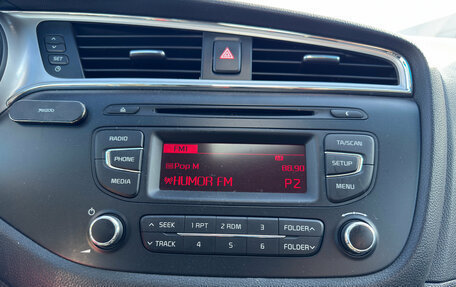 SET
RADIO
PHONE
MEDIA
FM1
Pop M 88.90
HUMOR FM P2
TA/SCAN
SETUP
MENU
SEEK 1 RPT 2 RDM 3 FOLDER
TRACK 4 5 6 FOLDER